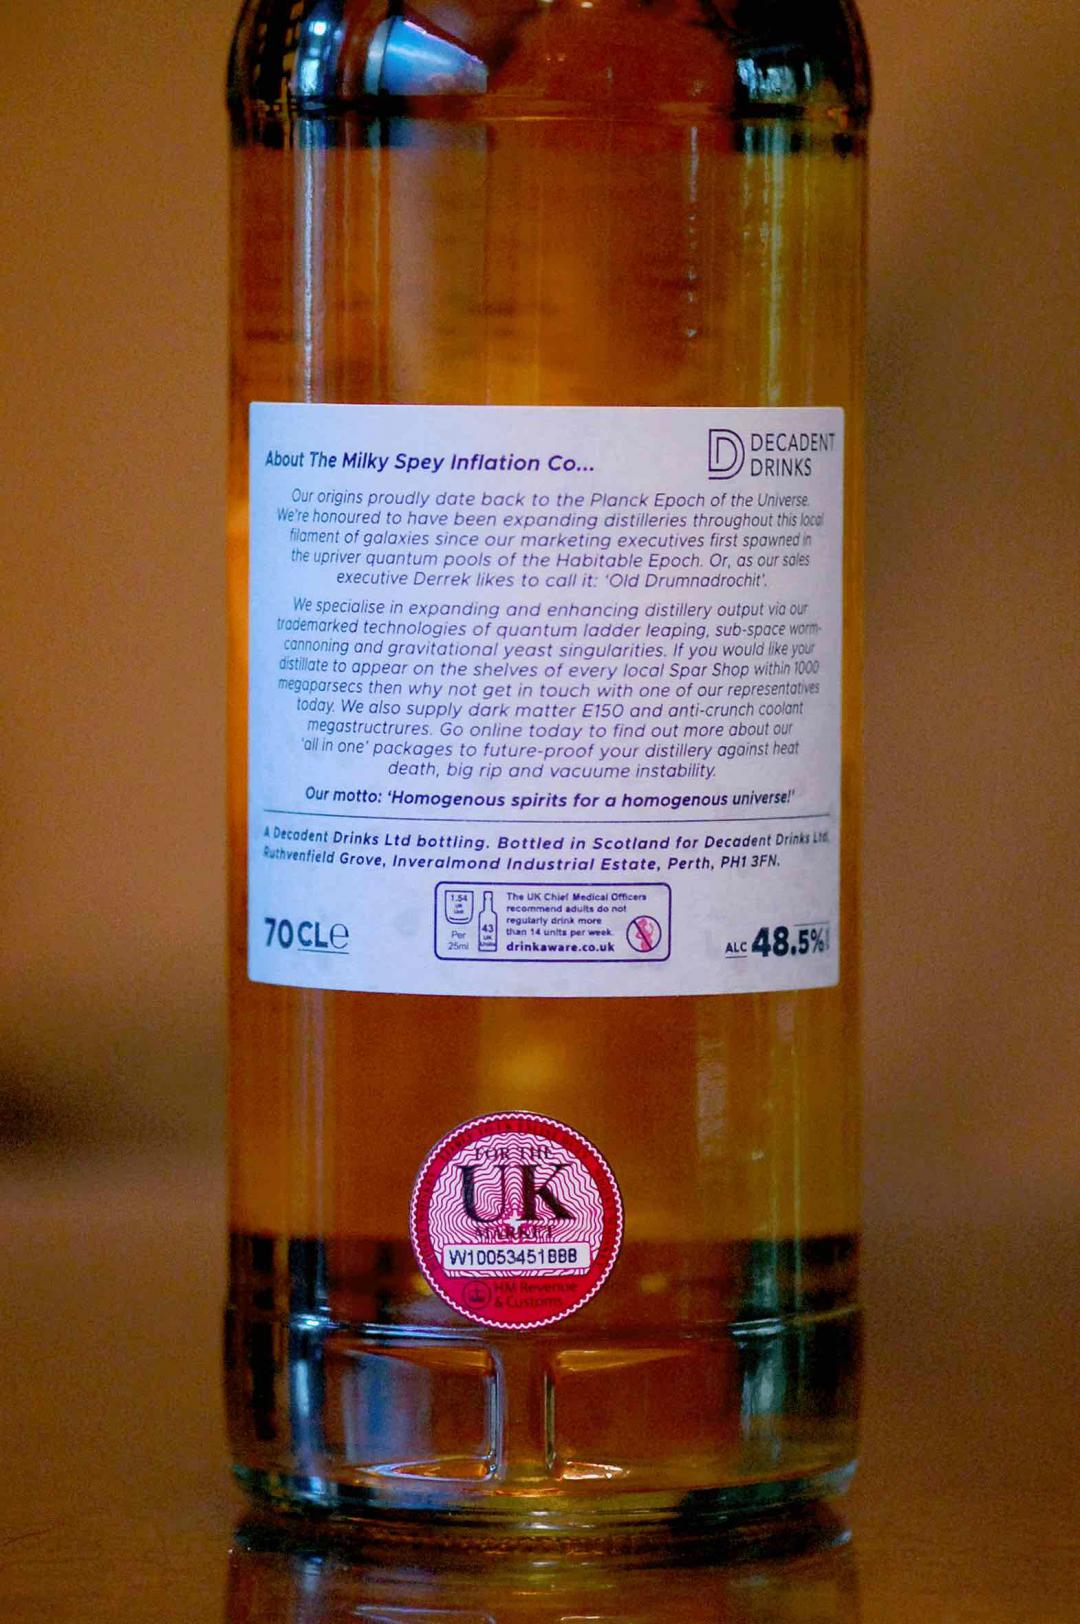 DECADENT
DRINKS
About The Milky Spey Inflation Co...
Our origins proudly date back to the Planck Epoch of the Universe.
We're honoured to have been expanding distilleries throughout this local
filament of galaxies since our marketing executives first spawned in
the upriver quantum pools of the Habitable Epoch. Or, as our sales
executive Derrek likes to call it: 'Old Drumnadrochit'.
We specialise in expanding and enhancing distillery output via our
trademarked technologies of quantum ladder leaping, sub-space worm-
cannoning and gravitational yeast singularities. If you would like your
distillate to appear on the shelves of every local Spar Shop within 1000
megaparsecs then why not get in touch with one of our representatives
today. We also supply dark matter E150 and anti-crunch coolant
megastructrures. Go online today to find out more about our
'all in one' packages to future-proof your distillery against heat
death, big rip and vacuume instability.
Our motto: 'Homogenous spirits for a homogenous universe!'
A Decadent Drinks Ltd bottling. Bottled in Scotland for Decadent Drinks Ltd,
Ruthvenfield Grove, Inveralmond Industrial Estate, Perth, PH1 3FN.
70CLe
1.54
UK
Units
Per
25ml
43
UK
Units
The UK Chief Medical Officers
recommend adults do not
regularly drink more
than 14 units per week.
drinkaware.co.uk
ALC 48.5%
FOR THE
UK
MARKET
W10053451BBB
HM Revenue
& Customs